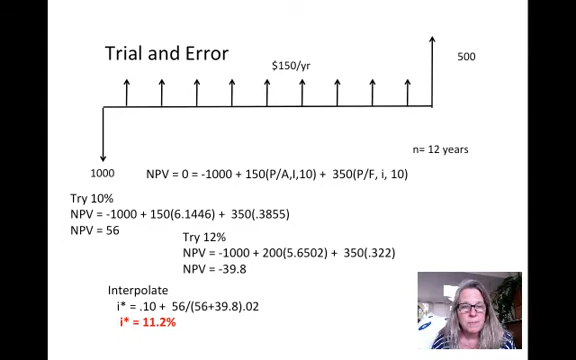 Trial and Error
$150/yr
500
n= 12 years
1000
NPV = 0 = -1000 + 150(P/A,I,10) + 350(P/F, i, 10)
Try 10%
NPV = -1000 + 150(6.1446) + 350(.3855)
NPV = 56
Try 12%
NPV = -1000 + 200(5.6502) + 350(.322)
NPV = -39.8
Interpolate
i* = .10 + 56/(56+39.8).02
i* = 11.2%